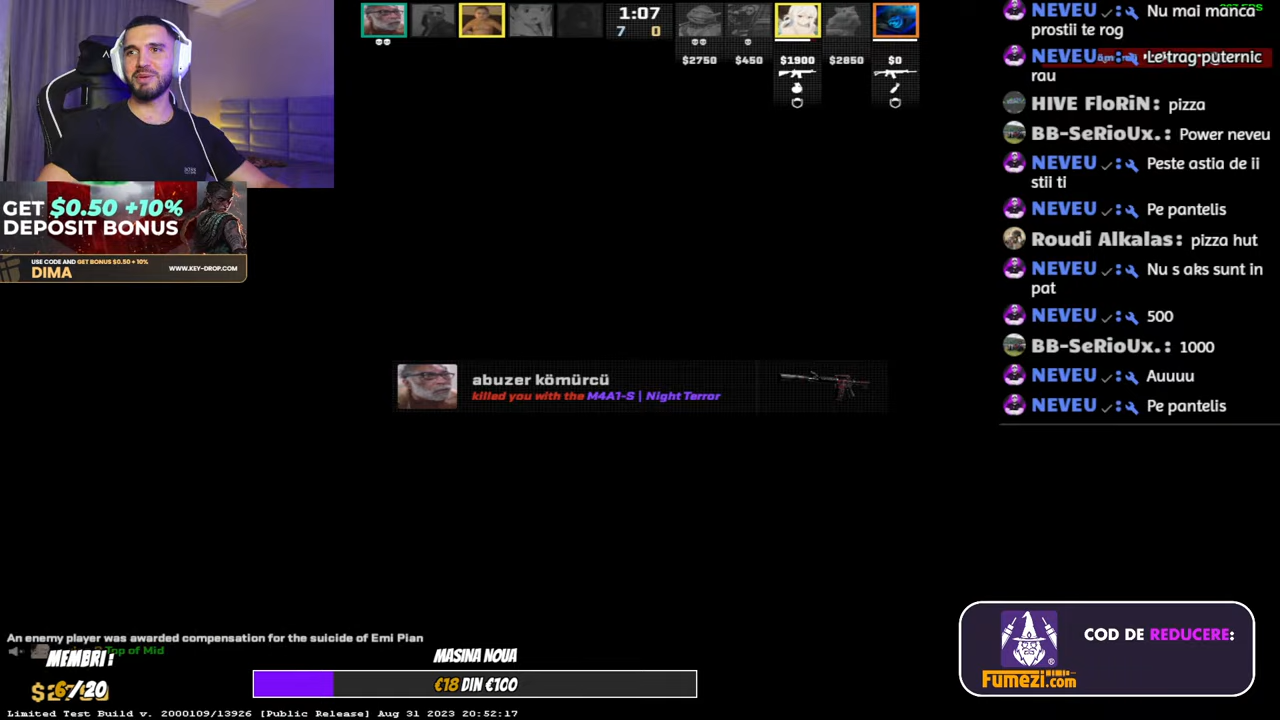 1:07
7 0
$2750
$450
$1900
$2850
$0
NEVEU : Nu mai manca
prostii te rog
NEVEU : Le trag puternic
rau
HIVE FloRiN : pizza
BB-SeRioUx. : Power neveu
NEVEU : Peste astia de ii
stii ti
NEVEU : Pe pantelis
Roudi Alkalas : pizza hut
NEVEU : Nu s aks sunt in
pat
NEVEU : 500
BB-SeRioUx. : 1000
NEVEU : Auuuu
NEVEU : Pe pantelis
GET $0.50 +10%
DEPOSIT BONUS
USE CODE AND GET BONUS $0.50 + 10%
DIMA
WWW.KEY-DROP.COM
abuzer kömürcü
killed you with the M4A1-S | Night Terror
An enemy player was awarded compensation for the suicide of Emi Pian
Top of Mid
MEMBRI :
6/20
MASINA NOUA
€18 DIN €100
COD DE REDUCERE:
Fumezi.com
Limited Test Build v. 2000109/13926 [Public Release] Aug 31 2023 20:52:17